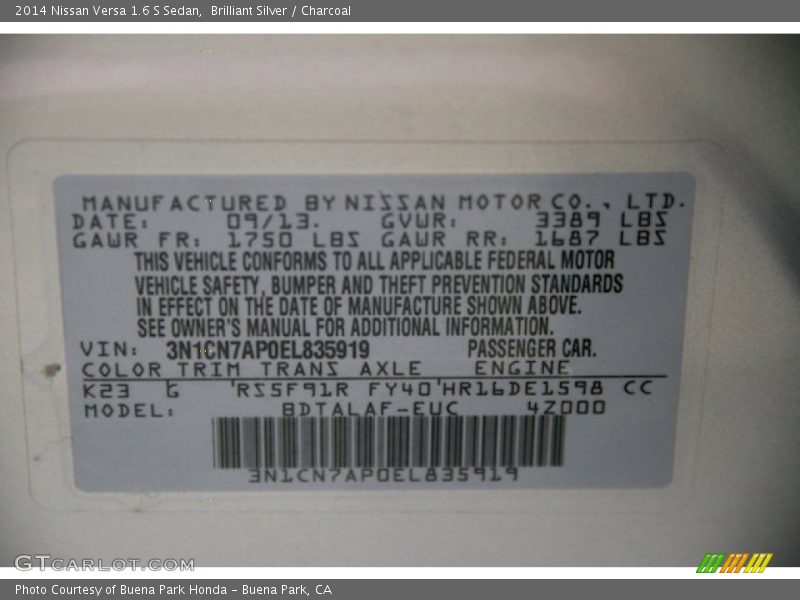 2014 Nissan Versa 1.6 S Sedan,  Brilliant Silver / Charcoal
MANUFACTURED BY NISSAN MOTOR CO., LTD.
DATE: 09/13. GVWR: 3389 LBS
GAWR FR: 1750 LBS GAWR RR: 1687 LBS
THIS VEHICLE CONFORMS TO ALL APPLICABLE FEDERAL MOTOR
VEHICLE SAFETY, BUMPER AND THEFT PREVENTION STANDARDS
IN EFFECT ON THE DATE OF MANUFACTURE SHOWN ABOVE.
SEE OWNER'S MANUAL FOR ADDITIONAL INFORMATION.
VIN: 3N1CN7AP0EL835919 PASSENGER CAR.
COLOR TRIM TRANS AXLE ENGINE
K23 G 'RS5F91R FY40'HR16DE1598 CC
MODEL: BDTALAF-EUC 4Z000
3N1CN7AP0EL835919
GTcarlot.com
Photo Courtesy of Buena Park Honda - Buena Park, CA